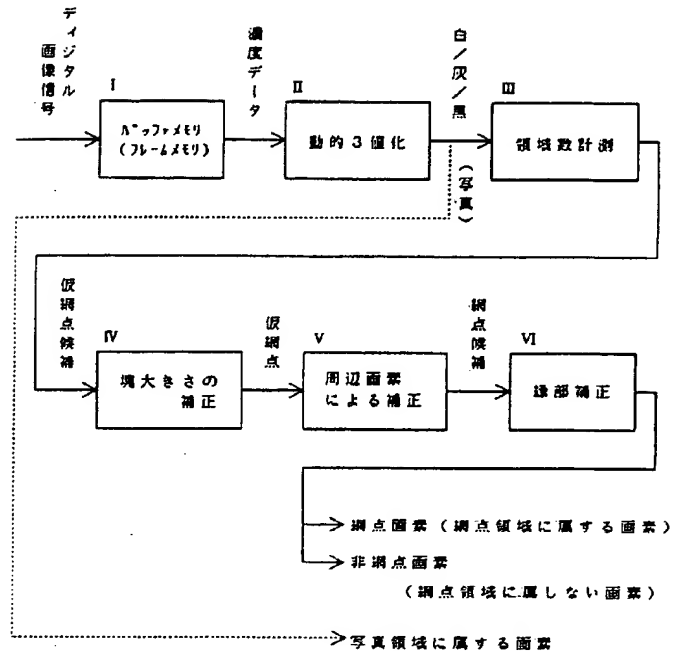 ディジタル
画像信号
I
バッファメモリ
(フレームメモリ)
濃度データ
II
動的3値化
白/灰/黒
(写真)
III
領域数計測
仮網点候補
IV
塊大きさの
補正
仮網点
V
周辺画素
による補正
網点候補
VI
縁部補正
網点画素(網点領域に属する画素)
非網点画素
(網点領域に属しない画素)
写真領域に属する画素